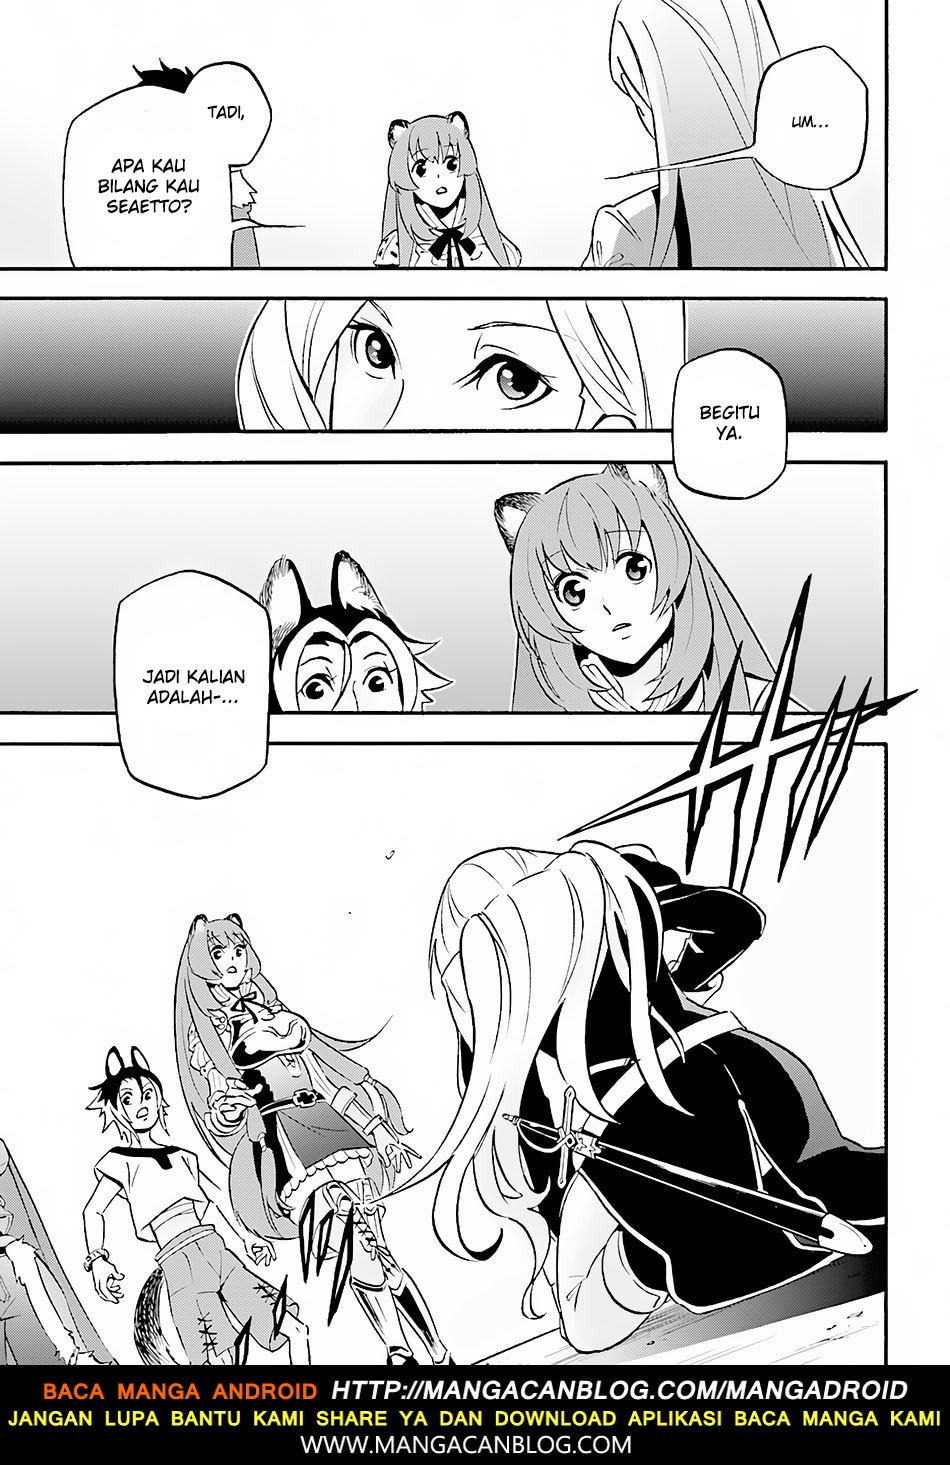 UM...
TADI,
APA KAU
BILANG KAU
SEAETTO?
BEGITU
YA.
JADI KALIAN
ADALAH-...
BACA MANGA ANDROID HTTP://MANGACANBLOG.COM/MANGADROID
JANGAN LUPA BANTU KAMI SHARE YA DAN DOWNLOAD APLIKASI BACA MANGA KAMI
WWW.MANGACANBLOG.COM